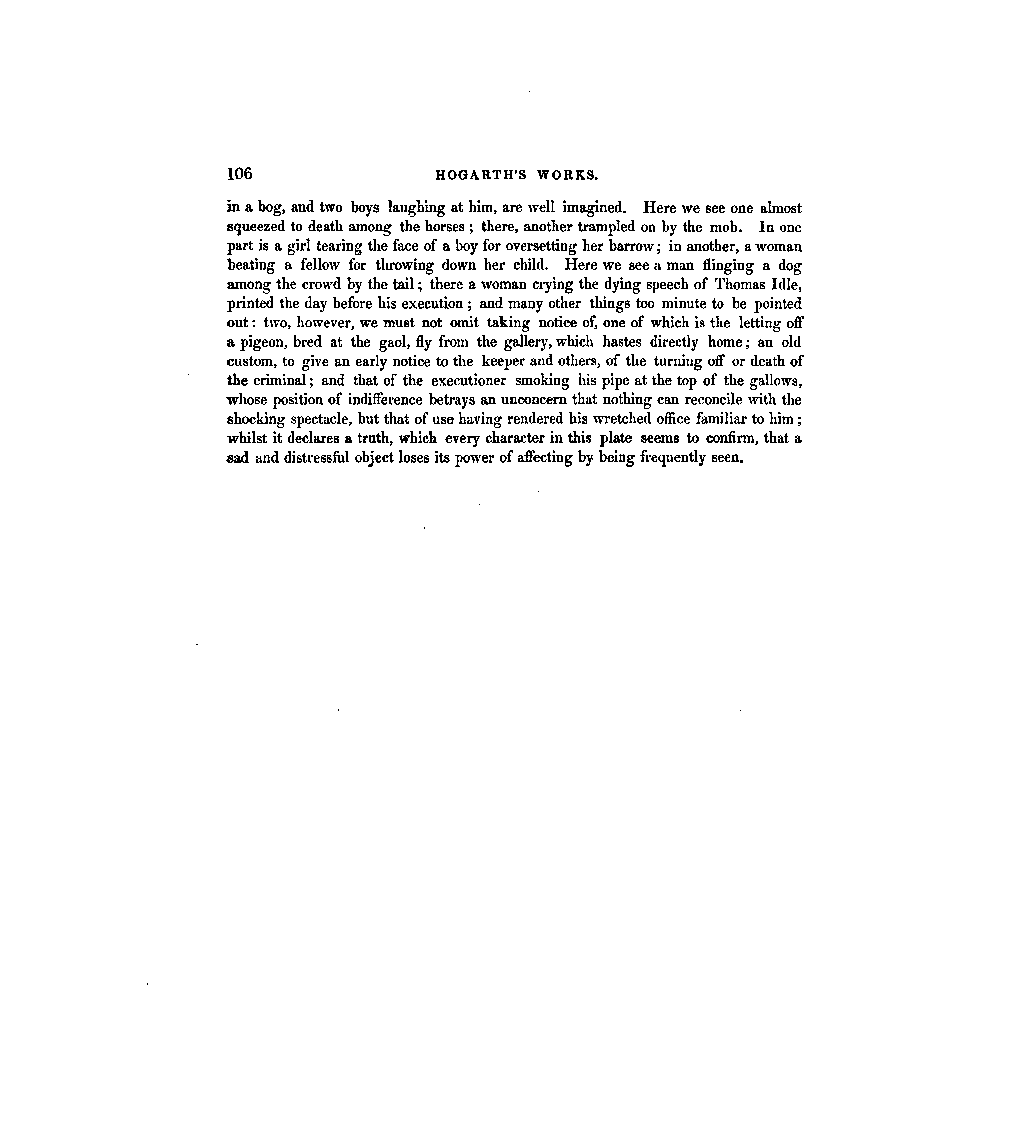 106 HOGARTH'S WORKS.
in a bog, and two boys laughing at him, are well imagined. Here we see one almost
squeezed to death among the horses ; there, another trampled on by the mob. In one
part is a girl tearing the face of a boy for oversetting her barrow ; in another, a woman
beating a fellow for throwing down her child. Here we see a man flinging a dog
among the crowd by the tail ; there a woman crying the dying speech of Thomas Idle,
printed the day before his execution ; and many other things too minute to be pointed
out : two, however, we must not omit taking notice of, one of which is the letting off
a pigeon, bred at the gaol, fly from the gallery, which hastes directly home ; an old
custom, to give an early notice to the keeper and others, of the turning off or death of
the criminal ; and that of the executioner smoking his pipe at the top of the gallows,
whose position of indifference betrays an unconcern that nothing can reconcile with the
shocking spectacle, but that of use having rendered his wretched office familiar to him ;
whilst it declares a truth, which every character in this plate seems to confirm, that a
sad and distressful object loses its power of affecting by being frequently seen.